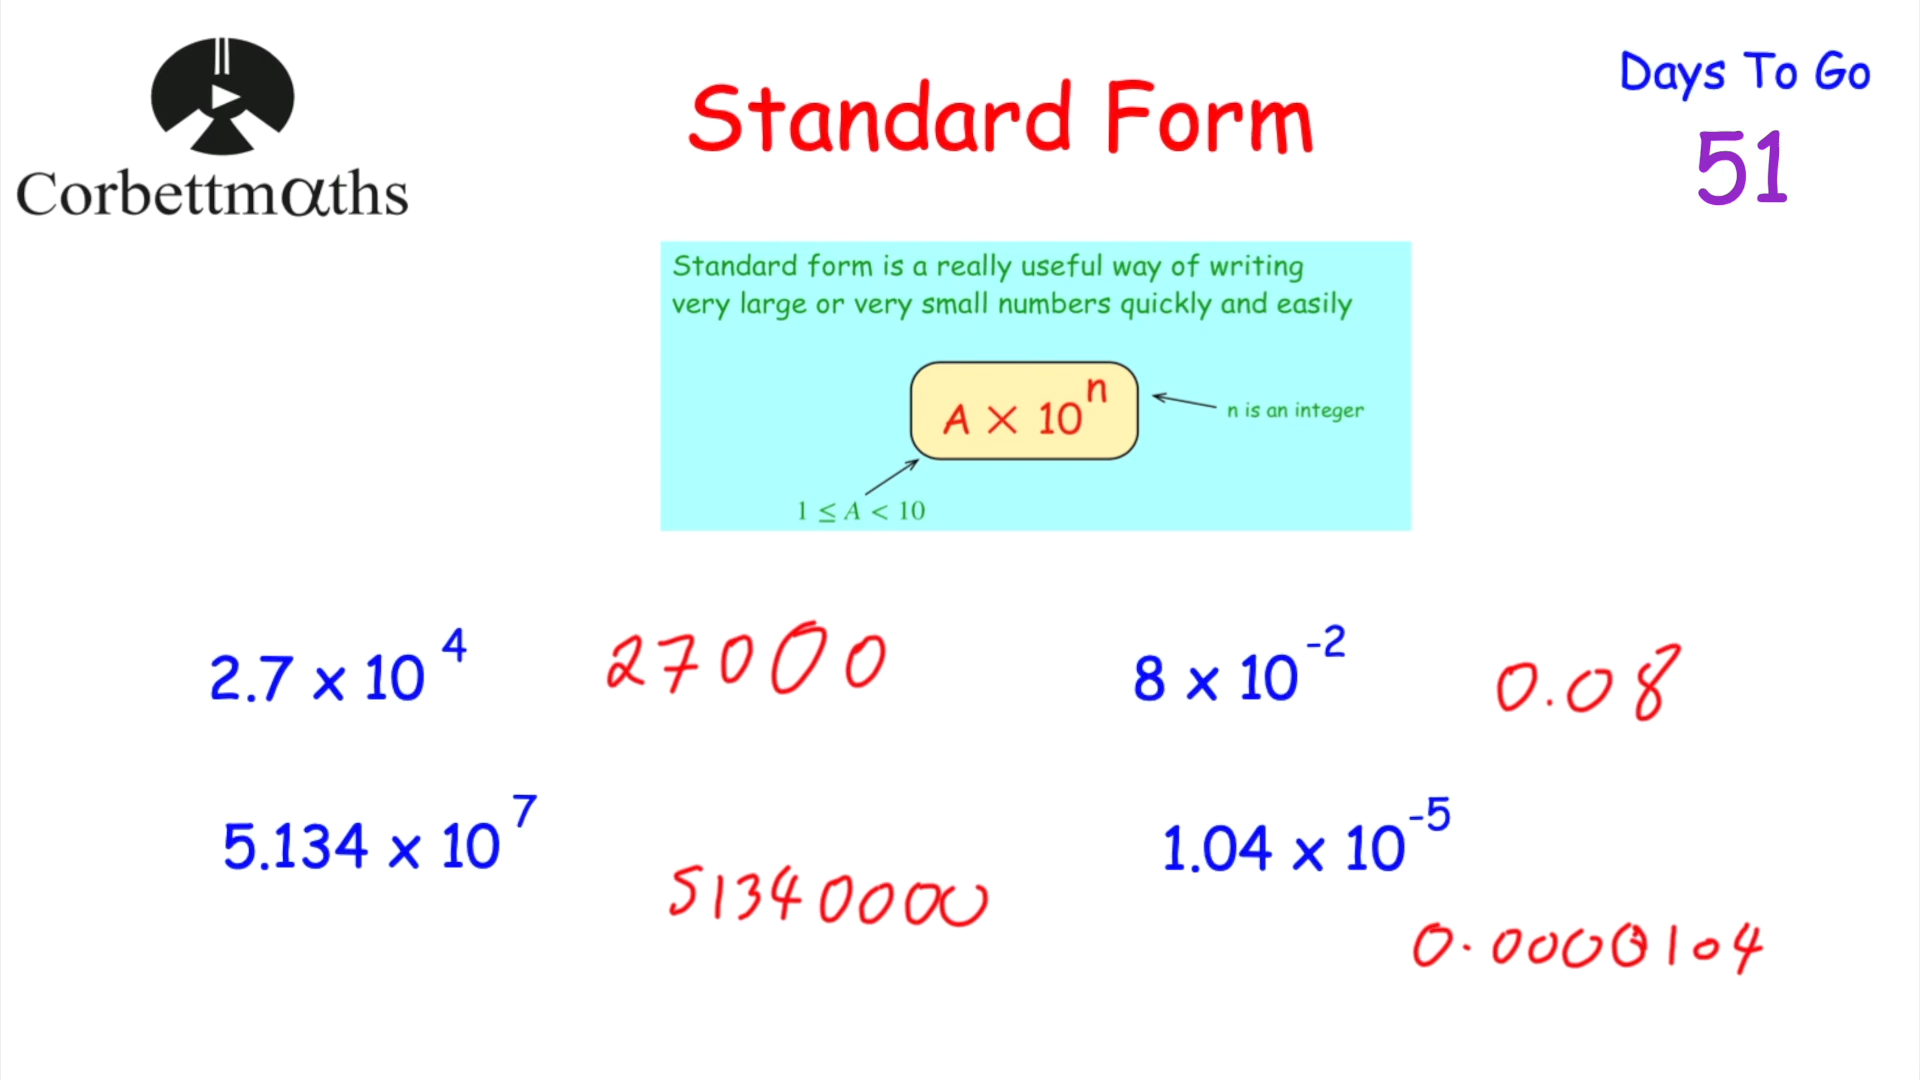 Corbettmαths
Standard Form
Days To Go
51
Standard form is a really useful way of writing
very large or very small numbers quickly and easily
A × 10ⁿ
n is an integer
1 ≤ A < 10
2.7 x 10⁴ 27000
8 x 10⁻² 0.08
5.134 x 10⁷ 51340000
1.04 x 10⁻⁵ 0.0000104